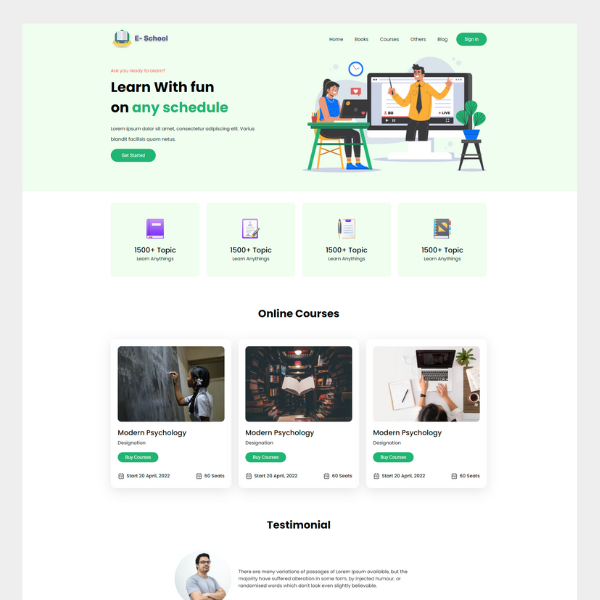 E- School
Home Books Courses Others Blog Sign In
Are you ready to learn?
Learn With fun
on any schedule
Lorem ipsum dolor sit amet, consectetur adipiscing elit. Varius
blandit facilisis quam netus.
Get Started
LIVE
1500+ Topic 1500+ Topic 1500+ Topic 1500+ Topic
Learn Anythings Learn Anythings Learn Anythings Learn Anythings
Online Courses
Modern Psychology Modern Psychology Modern Psychology
Designation Designation Designation
Buy Courses Buy Courses Buy Courses
Start 20 April, 2022 60 Seats Start 20 April, 2022 60 Seats Start 20 April, 2022 60 Seats
Testimonial
There are many variations of passages of Lorem Ipsum available, but the
majority have suffered alteration in some form, by injected humour, or
randomised words which don't look even slightly believable.